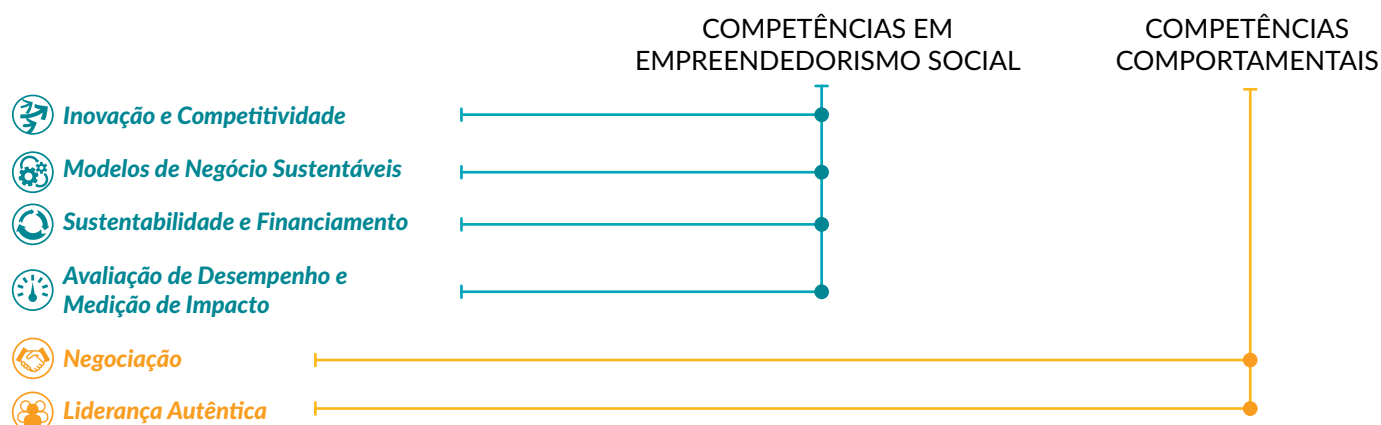 COMPETÊNCIAS EM
EMPREENDEDORISMO SOCIAL
COMPETÊNCIAS
COMPORTAMENTAIS
Inovação e Competitividade
Modelos de Negócio Sustentáveis
Sustentabilidade e Financiamento
Avaliação de Desempenho e
Medição de Impacto
Negociação
Liderança Autêntica